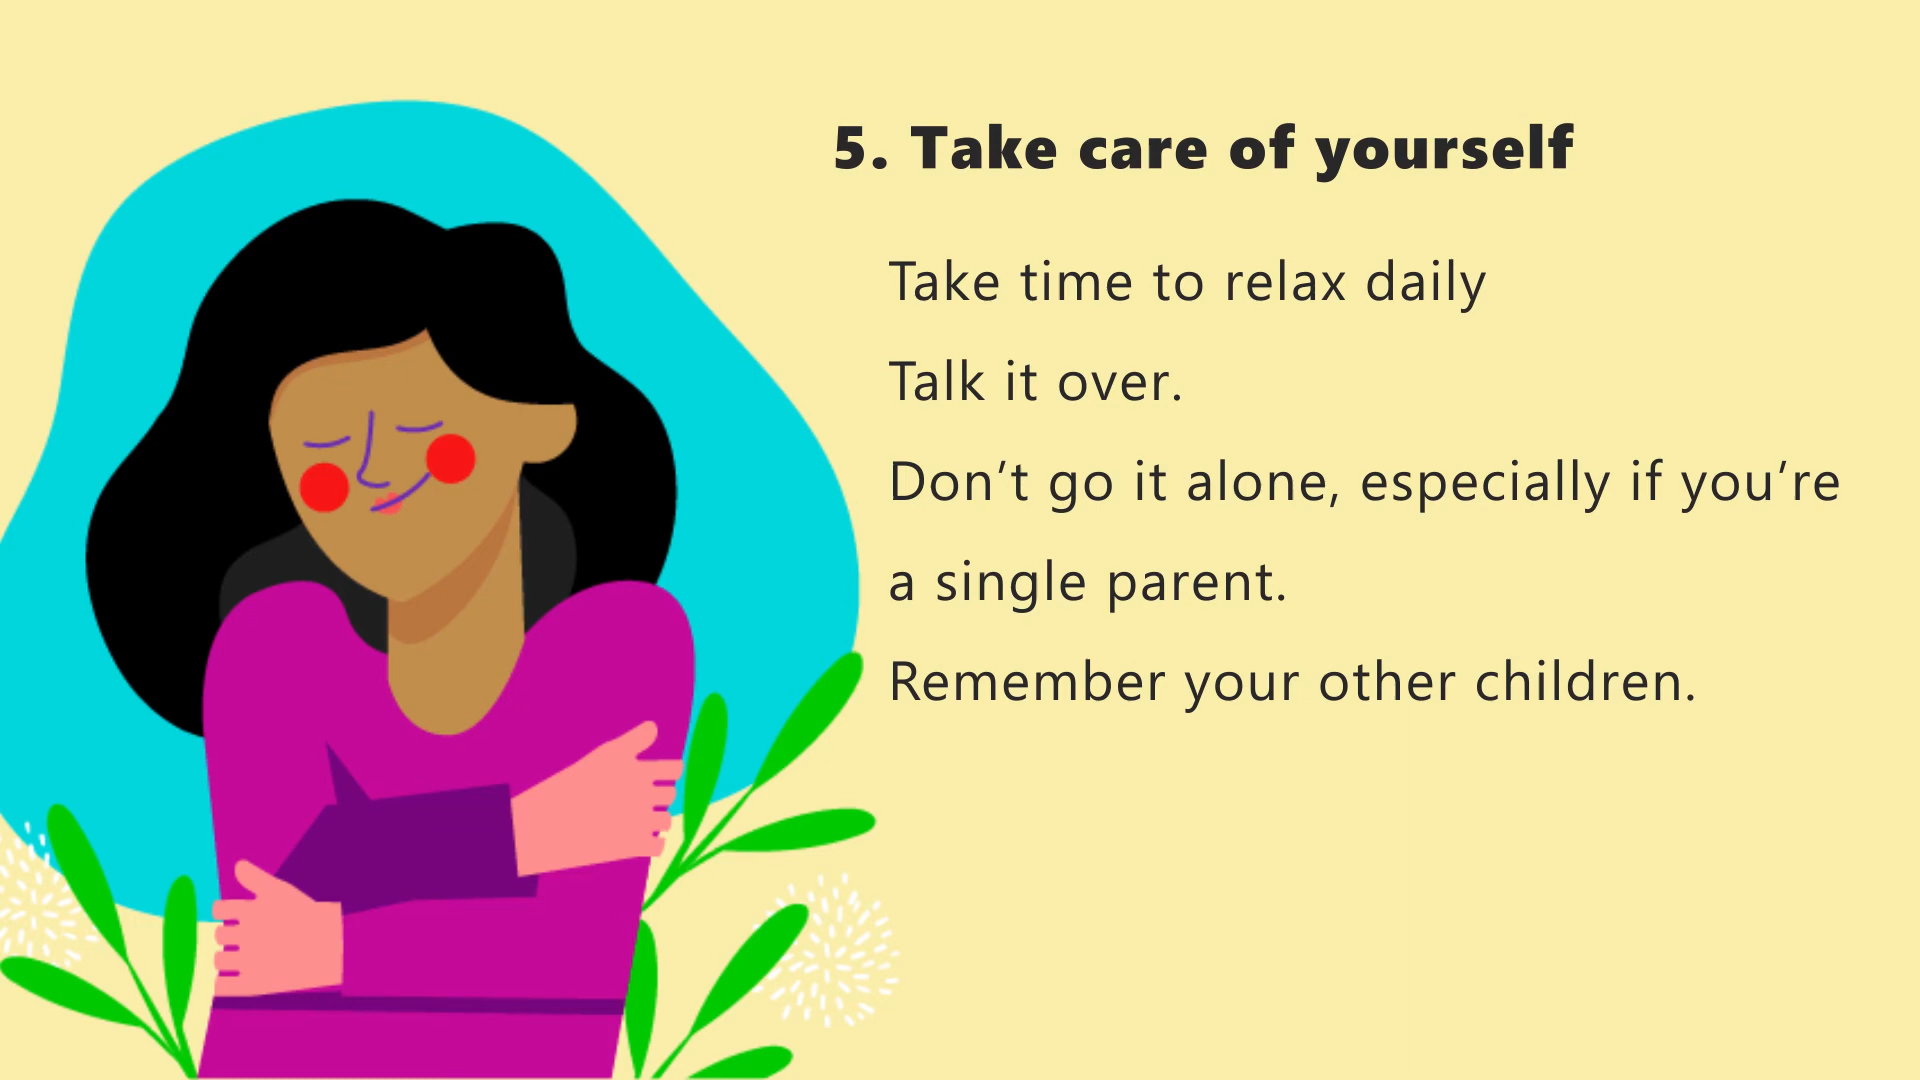 5. Take care of yourself
Take time to relax daily
Talk it over.
Don’t go it alone, especially if you’re
a single parent.
Remember your other children.